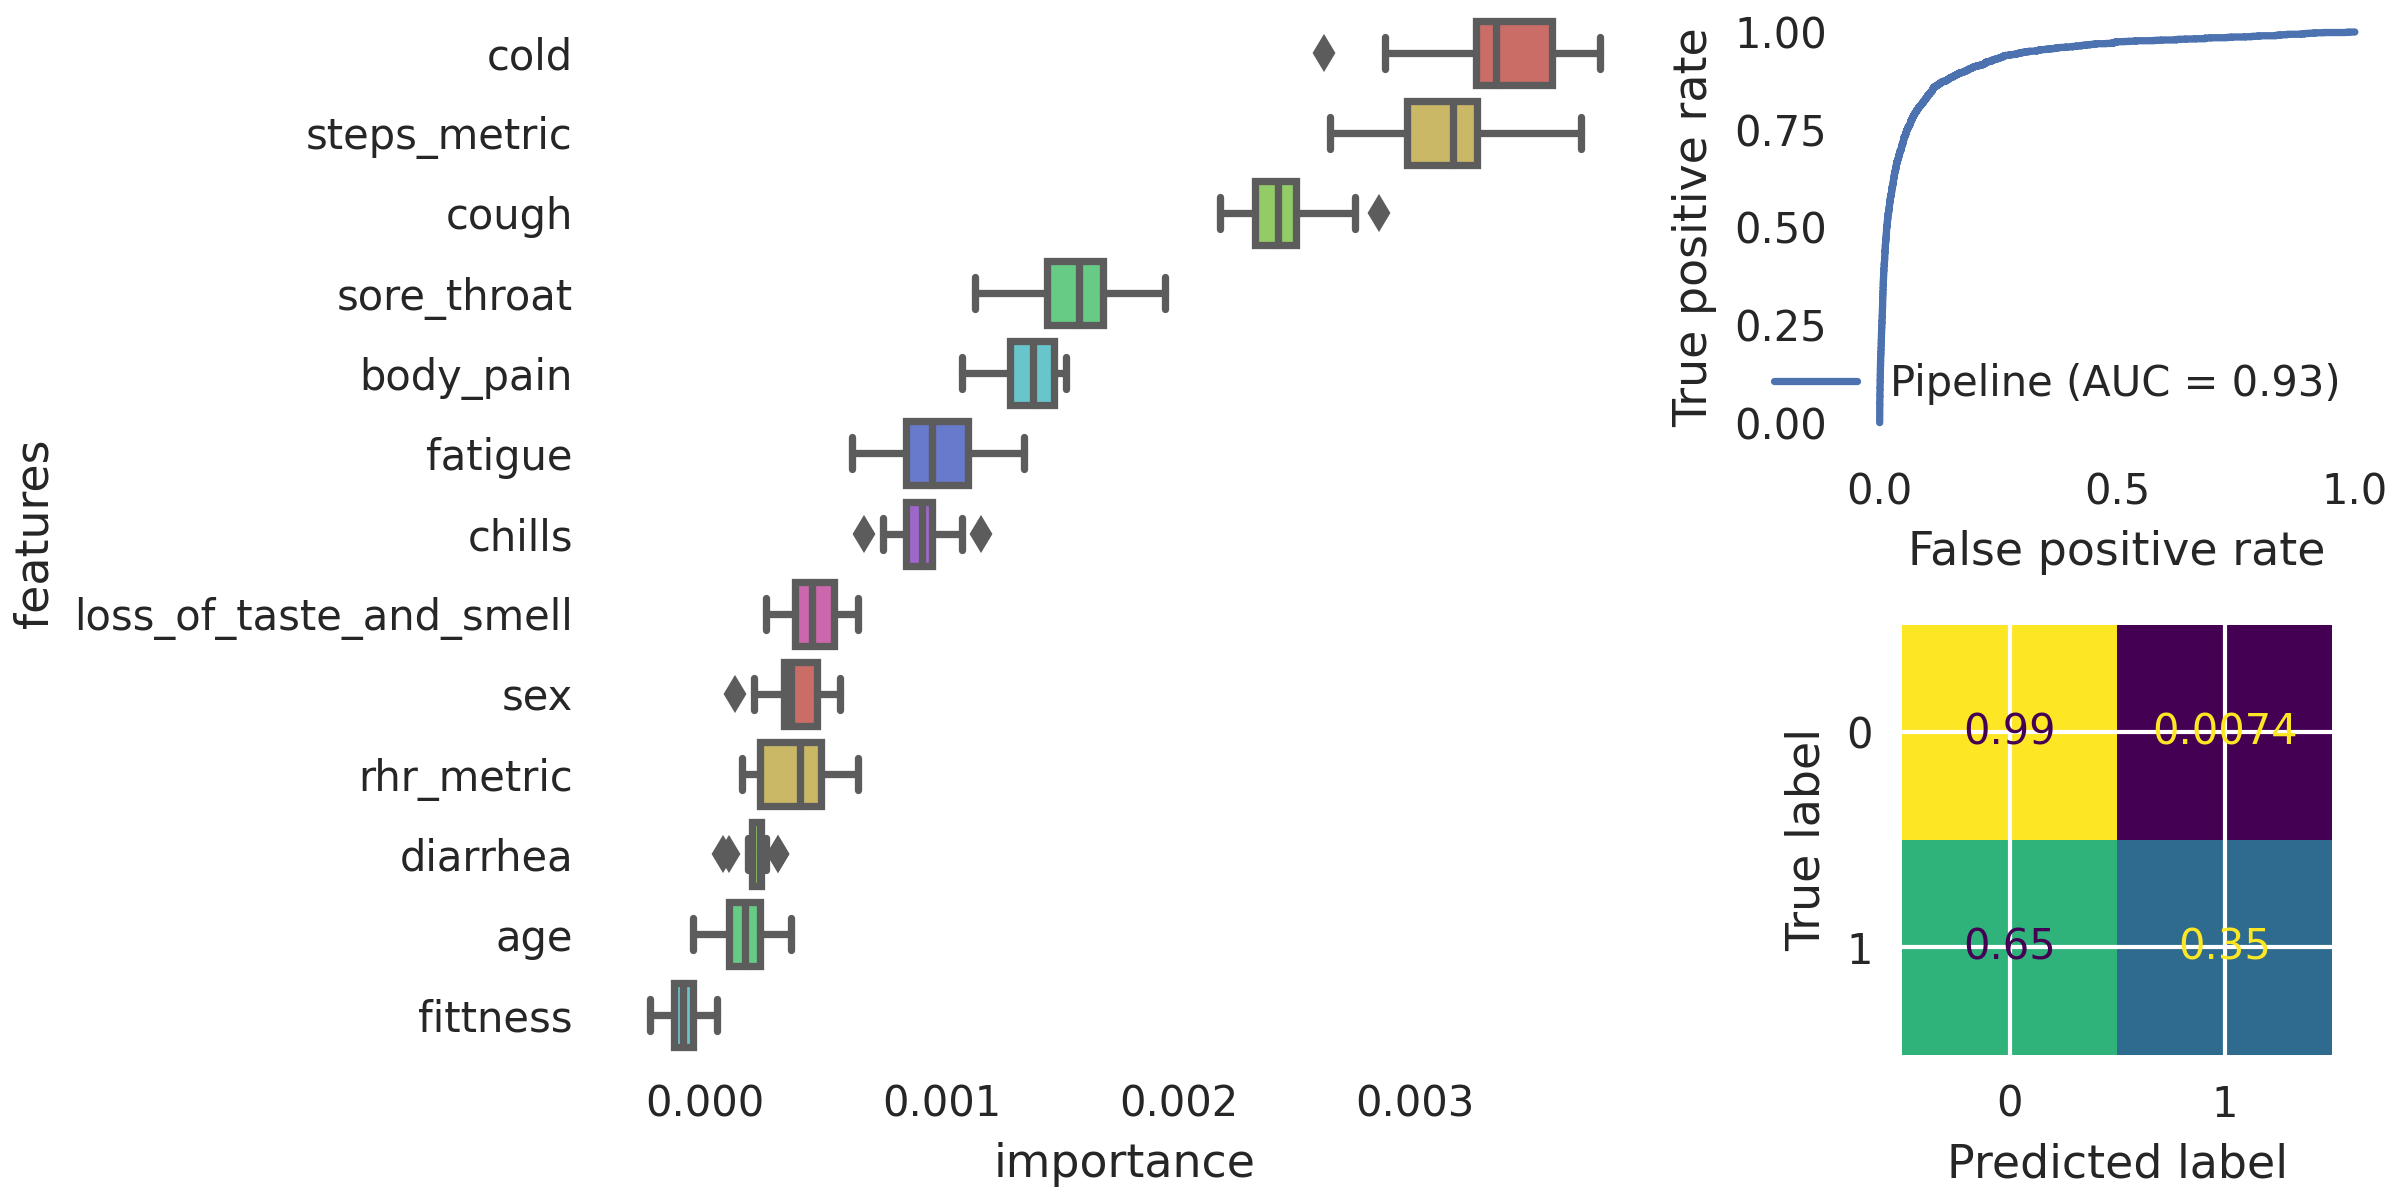 features
cold
steps_metric
cough
sore_throat
body_pain
fatigue
chills
loss_of_taste_and_smell
sex
rhr_metric
diarrhea
age
fittness
0.000 0.001 0.002 0.003
importance
True positive rate
1.00
0.75
0.50
0.25
0.00
Pipeline (AUC = 0.93)
0.0 0.5 1.0
False positive rate
True label
0 0.99 0.0074
1 0.65 0.35
0 1
Predicted label